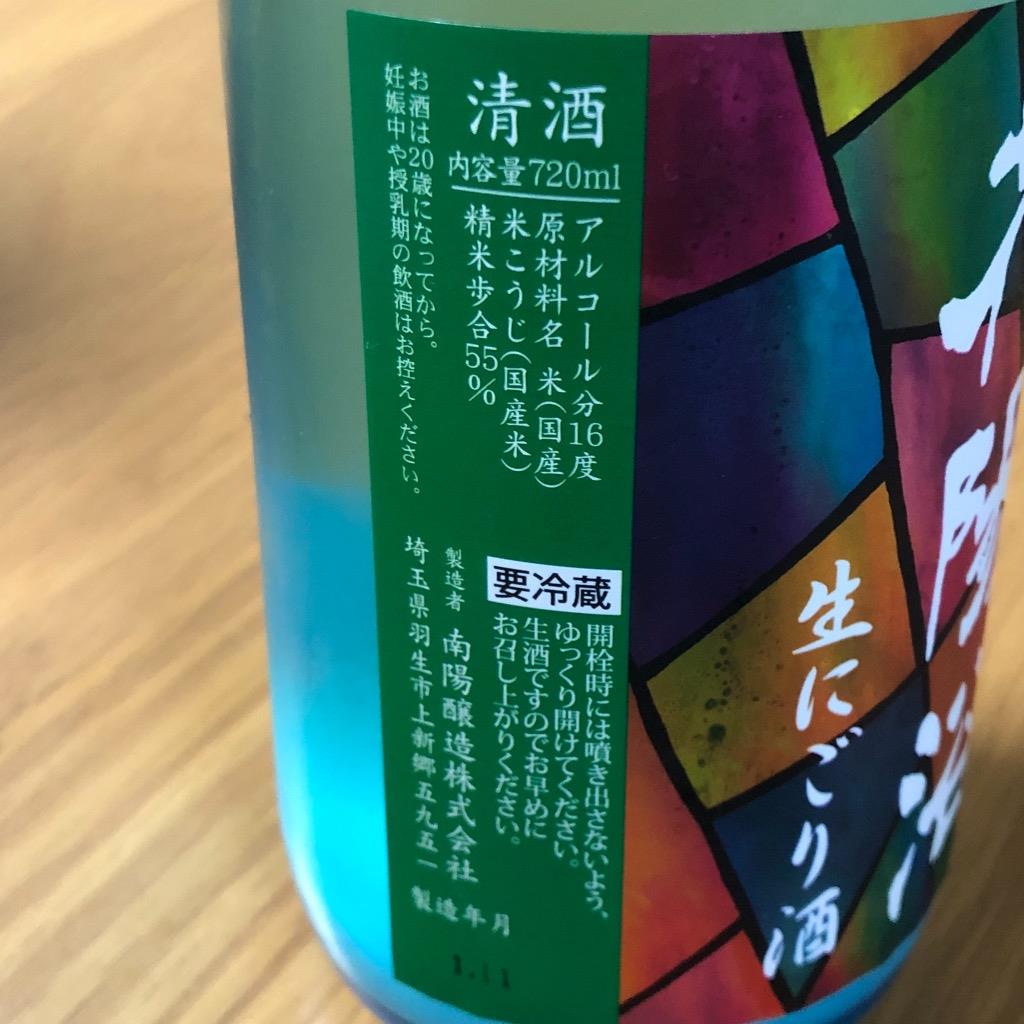 清酒
内容量720ml
アルコール分16度
原材料名 米(国産)
米こうじ(国産米)
精米歩合55%
お酒は20歳になってから。
妊娠中や授乳期の飲酒はお控えください。
要冷蔵
開栓時には噴き出さないよう、
ゆっくり開けてください。
生酒ですのでお早めに
お召し上がりください。
製造者 南陽醸造株式会社
埼玉県羽生市上新郷五九五一
製造年月
1.11
花陽浴
生にごり酒